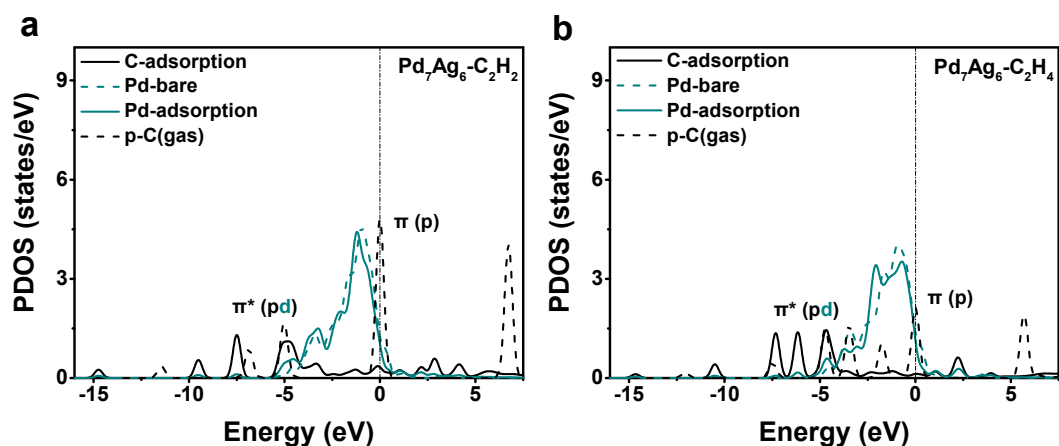 a
PDOS (states/eV)
9
6
3
0
C-adsorption
Pd-bare
Pd-adsorption
p-C(gas)
Pd₇Ag₆-C₂H₂
π (p)
π* (pd)
-15 -10 -5 0 5
Energy (eV)
b
PDOS (states/eV)
9
6
3
0
C-adsorption
Pd-bare
Pd-adsorption
p-C(gas)
Pd₇Ag₆-C₂H₄
π (p)
π* (pd)
-15 -10 -5 0 5
Energy (eV)